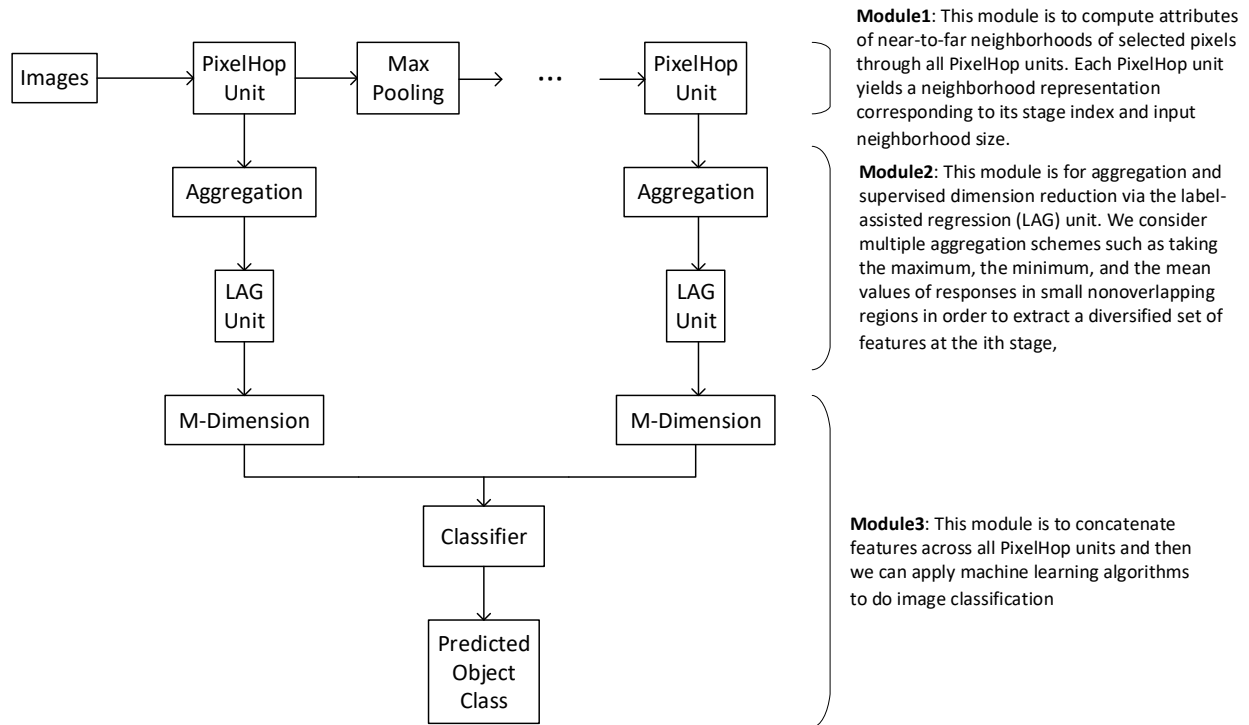 Images
PixelHop
Unit
Max
Pooling
...
PixelHop
Unit
Module1: This module is to compute attributes
of near-to-far neighborhoods of selected pixels
through all PixelHop units. Each PixelHop unit
yields a neighborhood representation
corresponding to its stage index and input
neighborhood size.
Aggregation
Aggregation
LAG
Unit
LAG
Unit
Module2: This module is for aggregation and
supervised dimension reduction via the label-
assisted regression (LAG) unit. We consider
multiple aggregation schemes such as taking
the maximum, the minimum, and the mean
values of responses in small nonoverlapping
regions in order to extract a diversified set of
features at the ith stage,
M-Dimension
M-Dimension
Classifier
Predicted
Object
Class
Module3: This module is to concatenate
features across all PixelHop units and then
we can apply machine learning algorithms
to do image classification